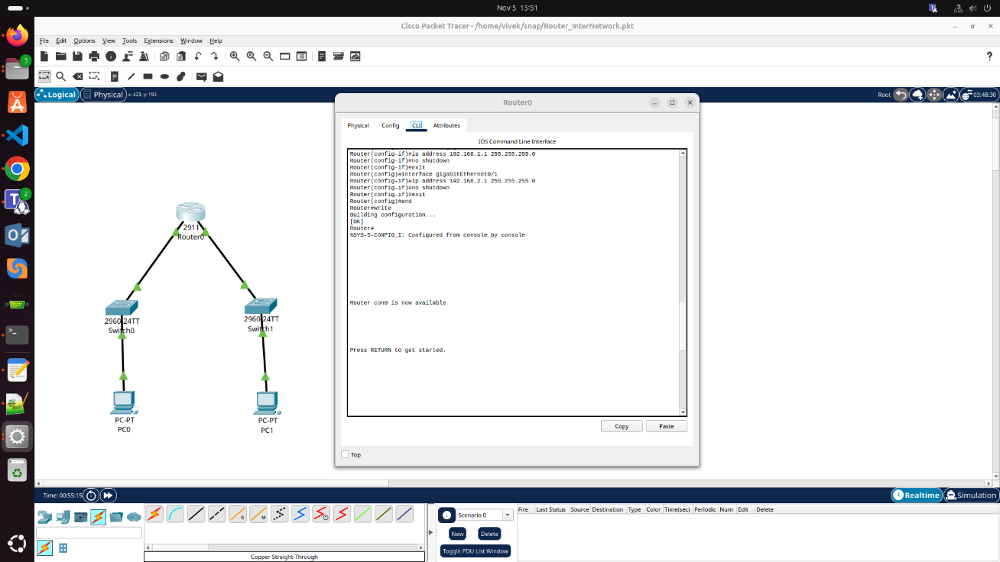 Nov 5 15:51
Cisco Packet Tracer - /home/vivek/snap/Router_InterNetwork.pkt
File Edit Options View Tools Extensions Window Help
x: 423, y: 193
Logical Physical Root 03:48:30
Router0
Physical Config CLI Attributes
IOS Command Line Interface
Router(config-if)#ip address 192.168.1.1 255.255.255.0
Router(config-if)#no shutdown
Router(config-if)#exit
Router(config)#interface gigabitEthernet0/1
Router(config-if)#ip address 192.168.2.1 255.255.255.0
Router(config-if)#no shutdown
Router(config-if)#exit
Router(config)#end
Router#write
Building configuration...
[OK]
Router#
%SYS-5-CONFIG_I: Configured from console by console
Router con0 is now available
Press RETURN to get started.
Copy Paste
Top
2911
Router0
2960-24TT
Switch0
2960-24TT
Switch1
PC-PT
PC0
PC-PT
PC1
Time: 00:55:15
Realtime Simulation
S M
Copper Straight-Through
Scenario 0
New Delete
Toggle PDU List Window
Fire Last Status Source Destination Type Color Time(sec) Periodic Num Edit Delete
3
2